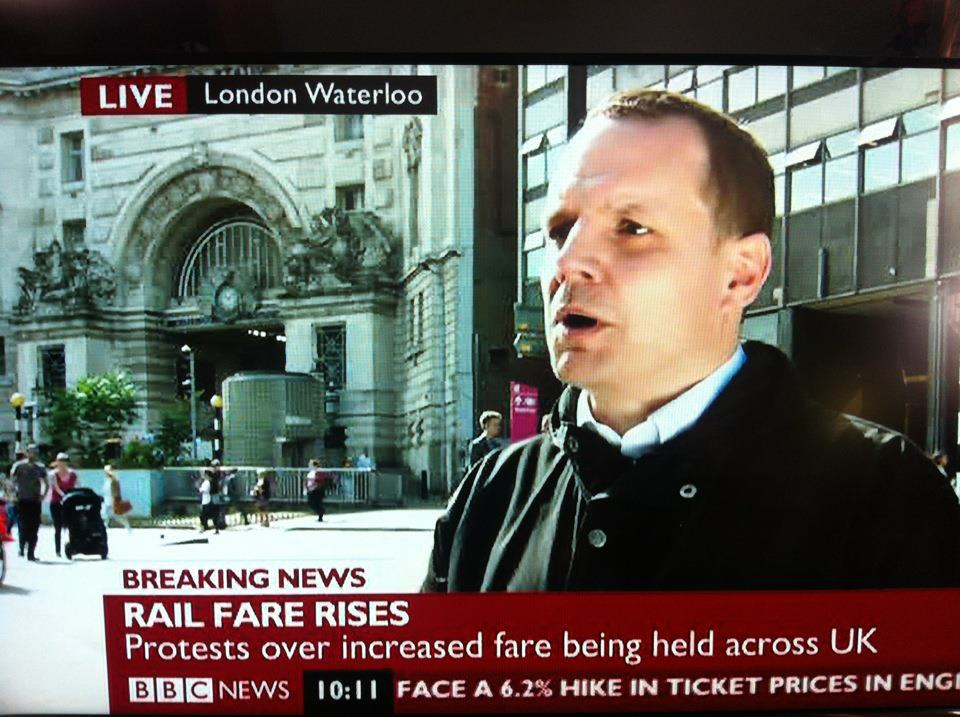 LIVE London Waterloo
BREAKING NEWS
RAIL FARE RISES
Protests over increased fare being held across UK
BBC NEWS 10:11 FACE A 6.2% HIKE IN TICKET PRICES IN ENGL